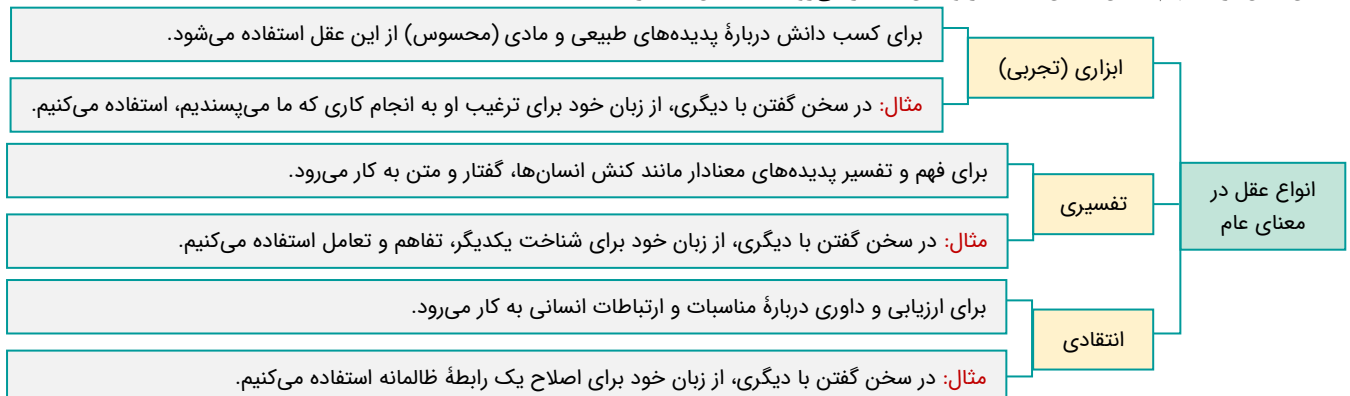 انواع عقل در
معنای عام
ابزاری (تجربی)
برای کسب دانش دربارهٔ پدیده‌های طبیعی و مادی (محسوس) از این عقل استفاده می‌شود.
مثال: در سخن گفتن با دیگری، از زبان خود برای ترغیب او به انجام کاری که ما می‌پسندیم، استفاده می‌کنیم.
تفسیری
برای فهم و تفسیر پدیده‌های معنادار مانند کنش انسان‌ها، گفتار و متن به کار می‌رود.
مثال: در سخن گفتن با دیگری، از زبان خود برای شناخت یکدیگر، تفاهم و تعامل استفاده می‌کنیم.
انتقادی
برای ارزیابی و داوری دربارهٔ مناسبات و ارتباطات انسانی به کار می‌رود.
مثال: در سخن گفتن با دیگری، از زبان خود برای اصلاح یک رابطهٔ ظالمانه استفاده می‌کنیم.